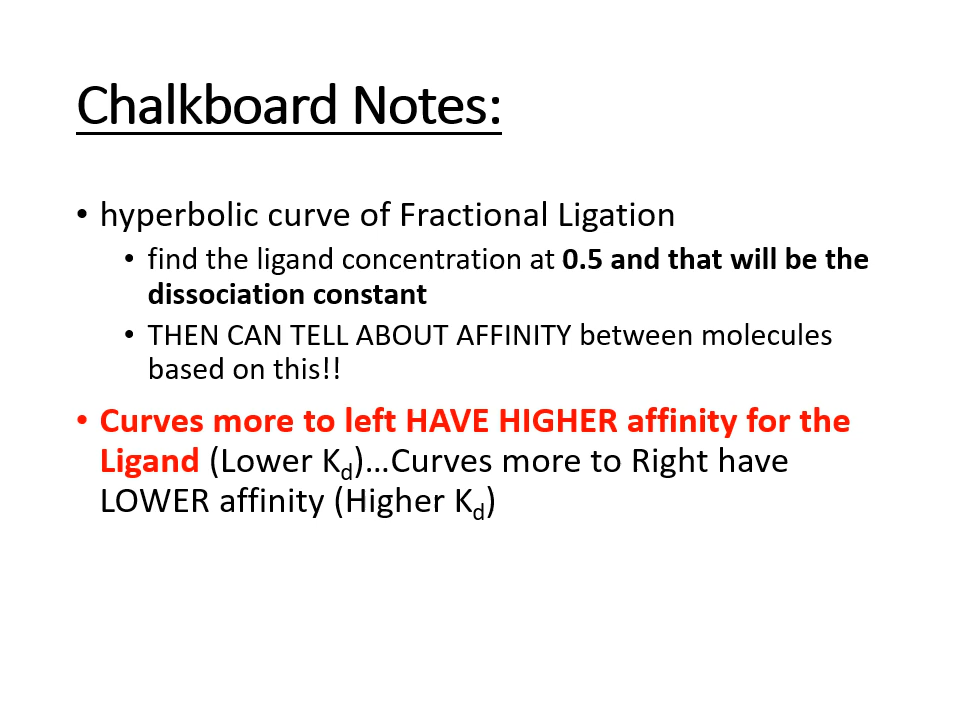 Chalkboard Notes:
• hyperbolic curve of Fractional Ligation
• find the ligand concentration at 0.5 and that will be the
dissociation constant
• THEN CAN TELL ABOUT AFFINITY between molecules
based on this!!
• Curves more to left HAVE HIGHER affinity for the
Ligand (Lower Kd)…Curves more to Right have
LOWER affinity (Higher Kd)